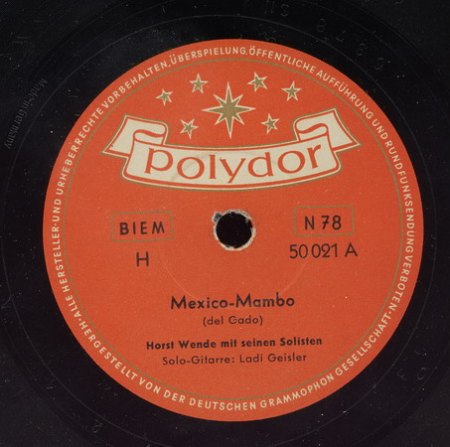 ALLE HERSTELLER- UND URHEBERRECHTE VORBEHALTEN, ÜBERSPIELUNG, ÖFFENTLICHE AUFFÜHRUNG UND RUNDFUNKSENDUNG VERBOTEN
polydor
BIEM
N 78
H
50 021 A
Mexico-Mambo
(del Cado)
Horst Wende mit seinen Solisten
Solo-Gitarre: Ladi Geisler
HERGESTELLT VON DER DEUTSCHEN GRAMMOPHON GESELLSCHAFT